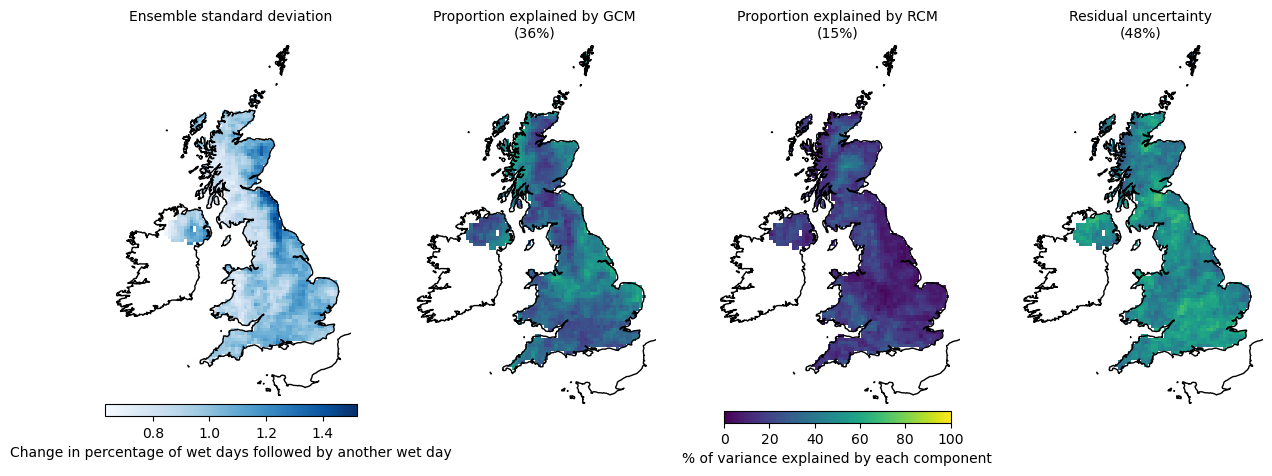 Ensemble standard deviation
Proportion explained by GCM
(36%)
Proportion explained by RCM
(15%)
Residual uncertainty
(48%)
0.8 1.0 1.2 1.4
Change in percentage of wet days followed by another wet day
0 20 40 60 80 100
% of variance explained by each component